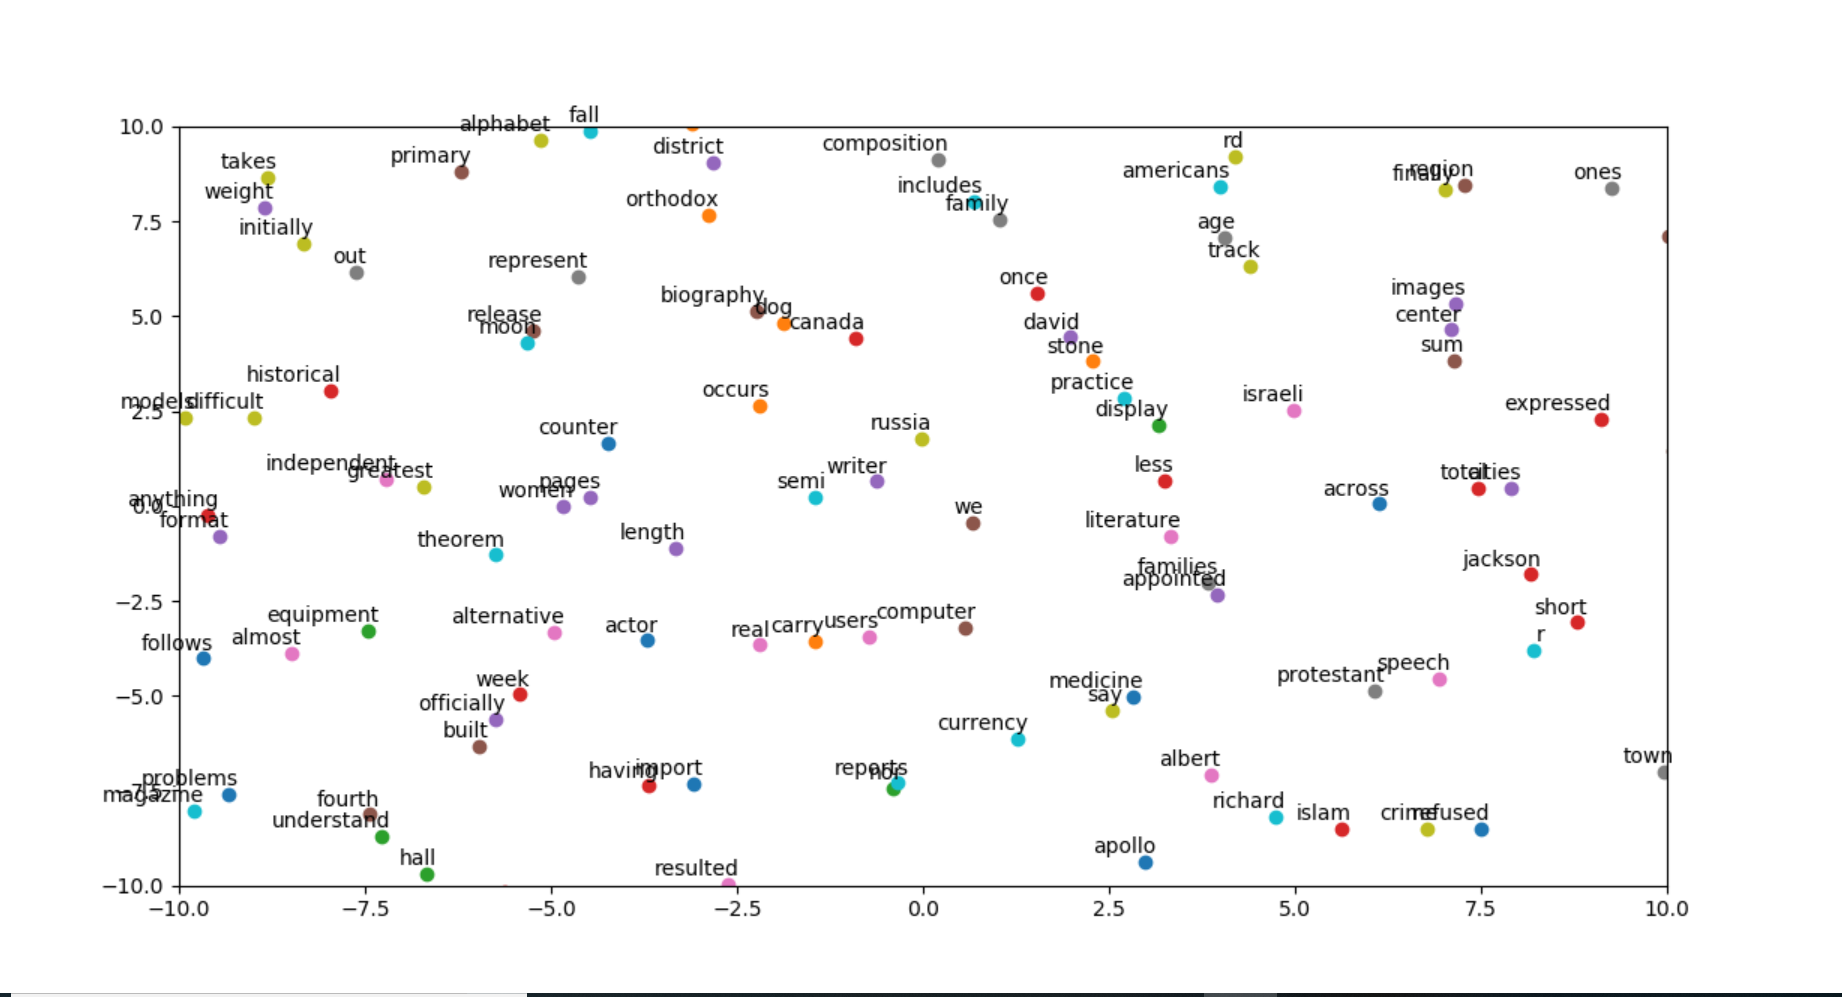 fall
alphabet
10.0
rd
composition
district
primary
takes
region
finally
americans
ones
includes
weight
orthodox
family
7.5
age
initially
track
out
represent
once
images
biography
dog
release
5.0
center
canada
david
moon
sum
stone
historical
practice
occurs
israeli
models
difficult
expressed
2.5
display
russia
counter
independent
less
writer
greatest
total
cities
pages
semi
across
women
anything
0.0
we
format
literature
length
theorem
jackson
families
appointed
−2.5
short
computer
equipment
alternative
users
actor
carry
real
r
almost
follows
speech
protestant
week
medicine
−5.0
say
officially
currency
built
town
albert
import
having
reports
nor
problems
−7.5
magazine
fourth
richard
islam
crime
refused
understand
apollo
hall
resulted
−10.0
−10.0 −7.5 −5.0 −2.5 0.0 2.5 5.0 7.5 10.0